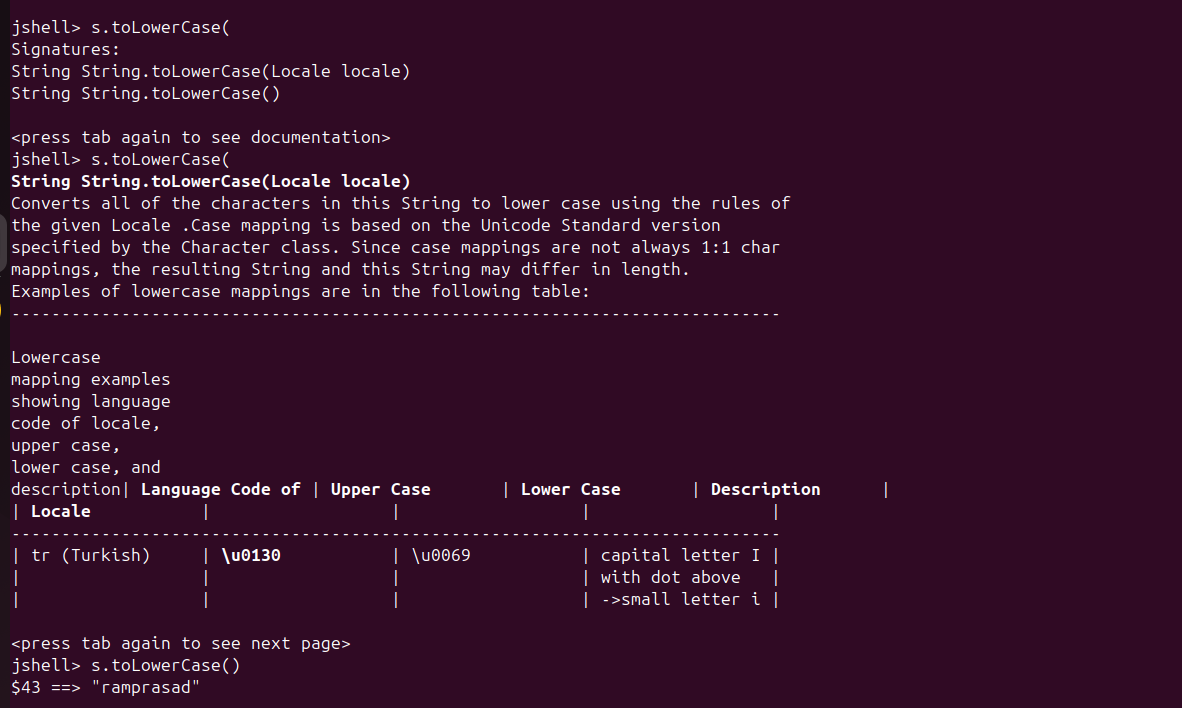 jshell> s.toLowerCase(
Signatures:
String String.toLowerCase(Locale locale)
String String.toLowerCase()
<press tab again to see documentation>
jshell> s.toLowerCase(
String String.toLowerCase(Locale locale)
Converts all of the characters in this String to lower case using the rules of
the given Locale .Case mapping is based on the Unicode Standard version
specified by the Character class. Since case mappings are not always 1:1 char
mappings, the resulting String and this String may differ in length.
Examples of lowercase mappings are in the following table:
-----------------------------------------------------------------------------
Lowercase
mapping examples
showing language
code of locale,
upper case,
lower case, and
description| Language Code of | Upper Case       | Lower Case       | Description      |
| Locale           |                  |                  |                  |
-----------------------------------------------------------------------------
| tr (Turkish)     | \u0130           | \u0069           | capital letter I |
|                  |                  |                  | with dot above   |
|                  |                  |                  | ->small letter i |
<press tab again to see next page>
jshell> s.toLowerCase()
$43 ==> "ramprasad"